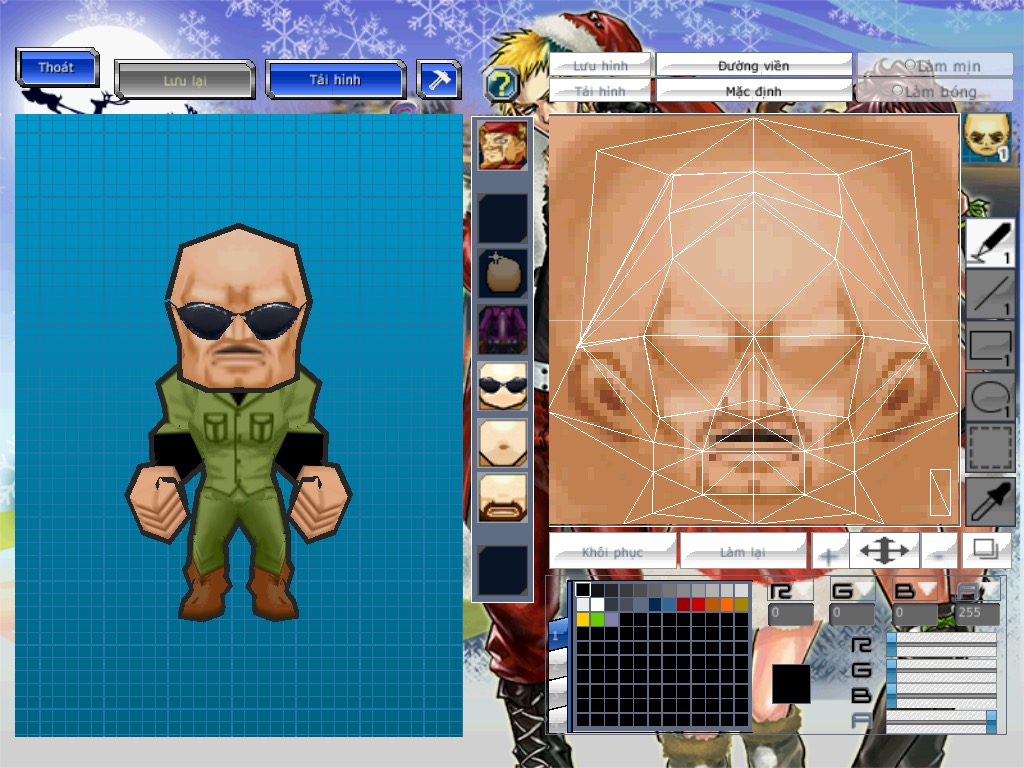 Thoát
Lưu lại
Tải hình
?
Lưu hình
Đường viền
Làm mịn
Tải hình
Mặc định
Làm bóng
1
1
1
1
1
Khôi phục
Làm lại
+
-
R G B A
0 0 0 255
1
R
G
B
A